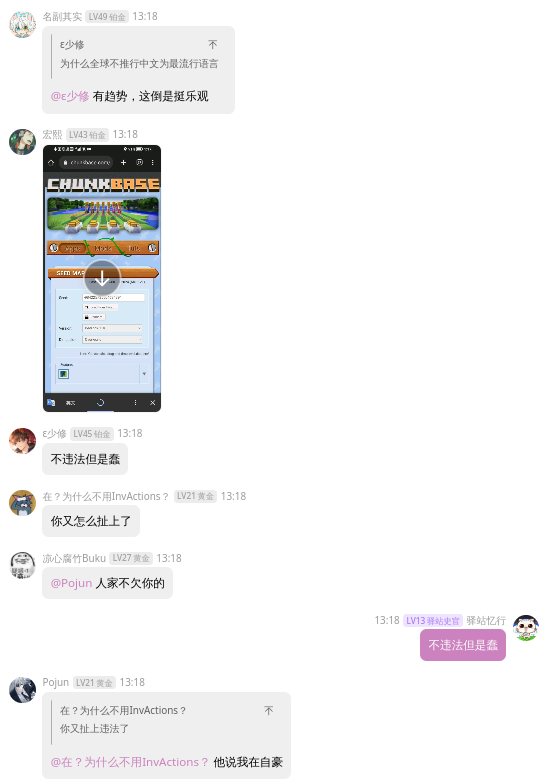 名副其实 LV49 铂金 13:18
ε少修
为什么全球不推行中文为最流行语言
@ε少修 有趋势，这倒是挺乐观
宏熙 LV43 铂金 13:18
chunkbase.com/
CHUNKBASE
SEED MAP
Seed:
Version:
Features
英文
ε少修 LV45 铂金 13:18
不违法但是蠢
在？为什么不用InvActions？ LV21 黄金 13:18
你又怎么扯上了
凉心腐竹Buku LV27 黄金 13:18
@Pojun 人家不欠你的
13:18 LV13 驿站史官 驿站忆行
不违法但是蠢
Pojun LV21 黄金 13:18
在？为什么不用InvActions？
你又扯上违法了
@在？为什么不用InvActions？ 他说我在自豪